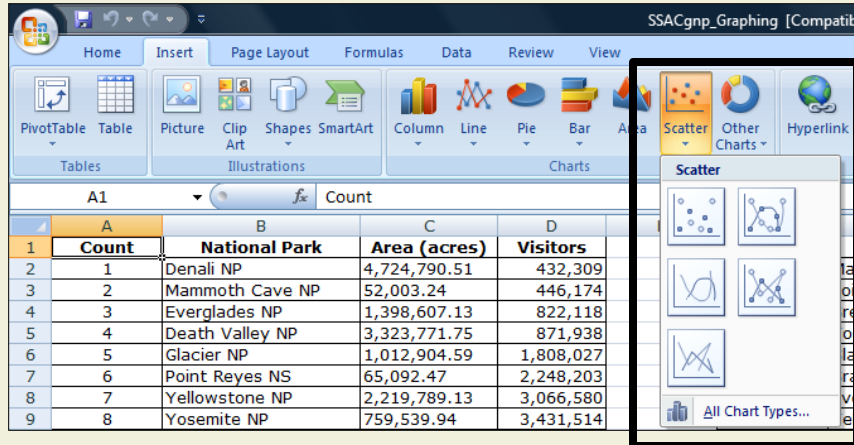 SSACgnp_Graphing [Compatib
Home Insert Page Layout Formulas Data Review View
PivotTable Table Picture Clip Art Shapes SmartArt Column Line Pie Bar Area Scatter Other Charts Hyperlink
Tables Illustrations Charts
Scatter
A1 fx Count
A B C D
1 Count National Park Area (acres) Visitors
2 1 Denali NP 4,724,790.51 432,309
3 2 Mammoth Cave NP 52,003.24 446,174
4 3 Everglades NP 1,398,607.13 822,118
5 4 Death Valley NP 3,323,771.75 871,938
6 5 Glacier NP 1,012,904.59 1,808,027
7 6 Point Reyes NS 65,092.47 2,248,203
8 7 Yellowstone NP 2,219,789.13 3,066,580
9 8 Yosemite NP 759,539.94 3,431,514
All Chart Types...